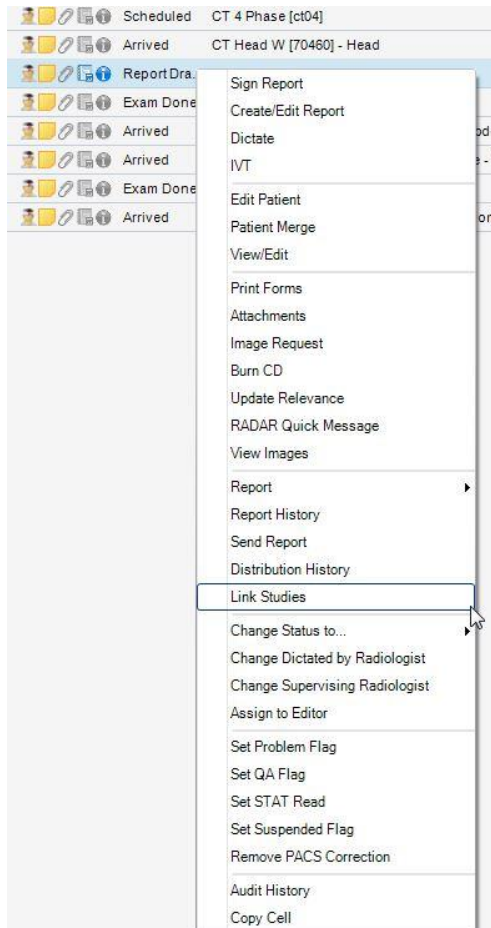 Scheduled CT 4 Phase [ct04]
Arrived CT Head W [70460] - Head
Report Dra..
Exam Done
Arrived
Arrived
Exam Done
Arrived
Sign Report
Create/Edit Report
Dictate
IVT
Edit Patient
Patient Merge
View/Edit
Print Forms
Attachments
Image Request
Burn CD
Update Relevance
RADAR Quick Message
View Images
Report
Report History
Send Report
Distribution History
Link Studies
Change Status to...
Change Dictated by Radiologist
Change Supervising Radiologist
Assign to Editor
Set Problem Flag
Set QA Flag
Set STAT Read
Set Suspended Flag
Remove PACS Correction
Audit History
Copy Cell